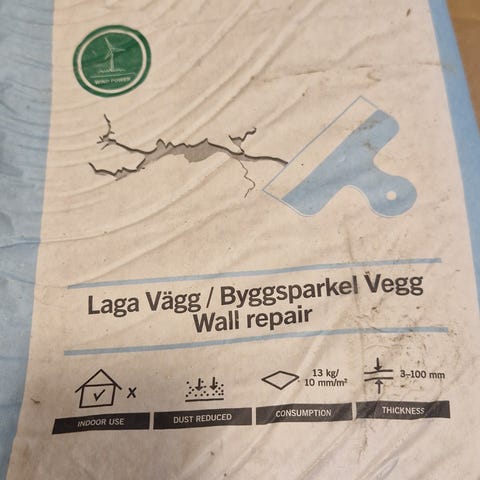 WIND POWER
Laga Vägg / Byggsparkel Vegg
Wall repair
X
13 kg/
10 mm/m²
3-100 mm
INDOOR USE
DUST REDUCED
CONSUMPTION
THICKNESS